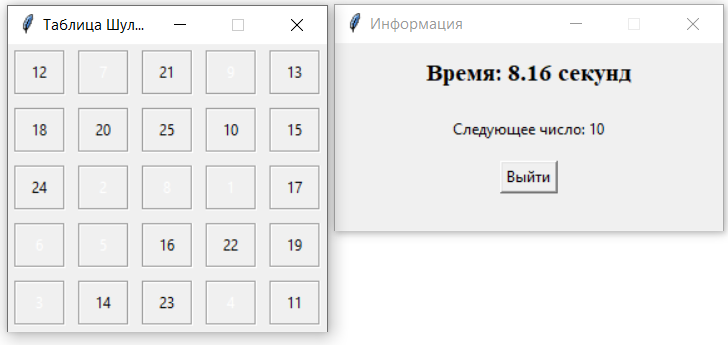 Таблица Шул...
12 7 21 9 13
18 20 25 10 15
24 2 8 1 17
6 5 16 22 19
3 14 23 4 11
Информация
Время: 8.16 секунд
Следующее число: 10
Выйти